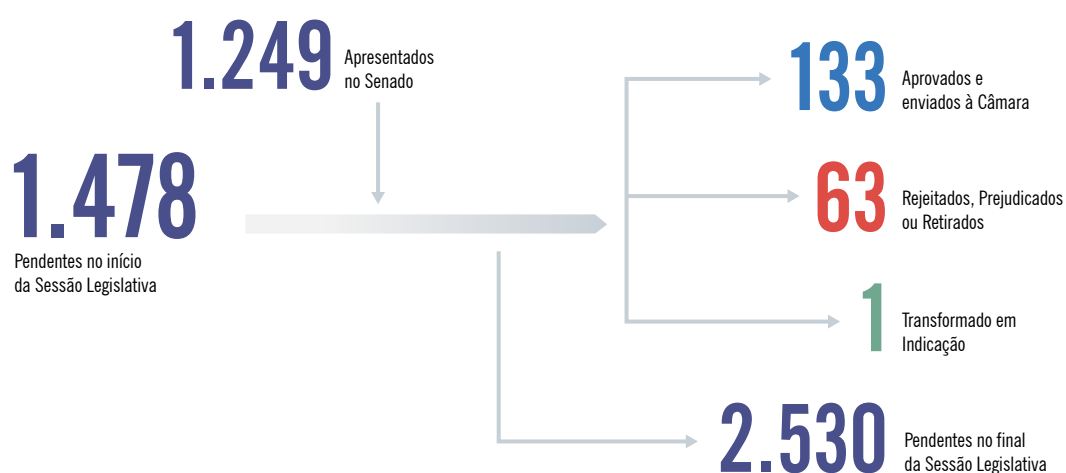 1.249
Apresentados
no Senado
1.478
Pendentes no início
da Sessão Legislativa
133
Aprovados e
enviados à Câmara
63
Rejeitados, Prejudicados
ou Retirados
1
Transformado em
Indicação
2.530
Pendentes no final
da Sessão Legislativa